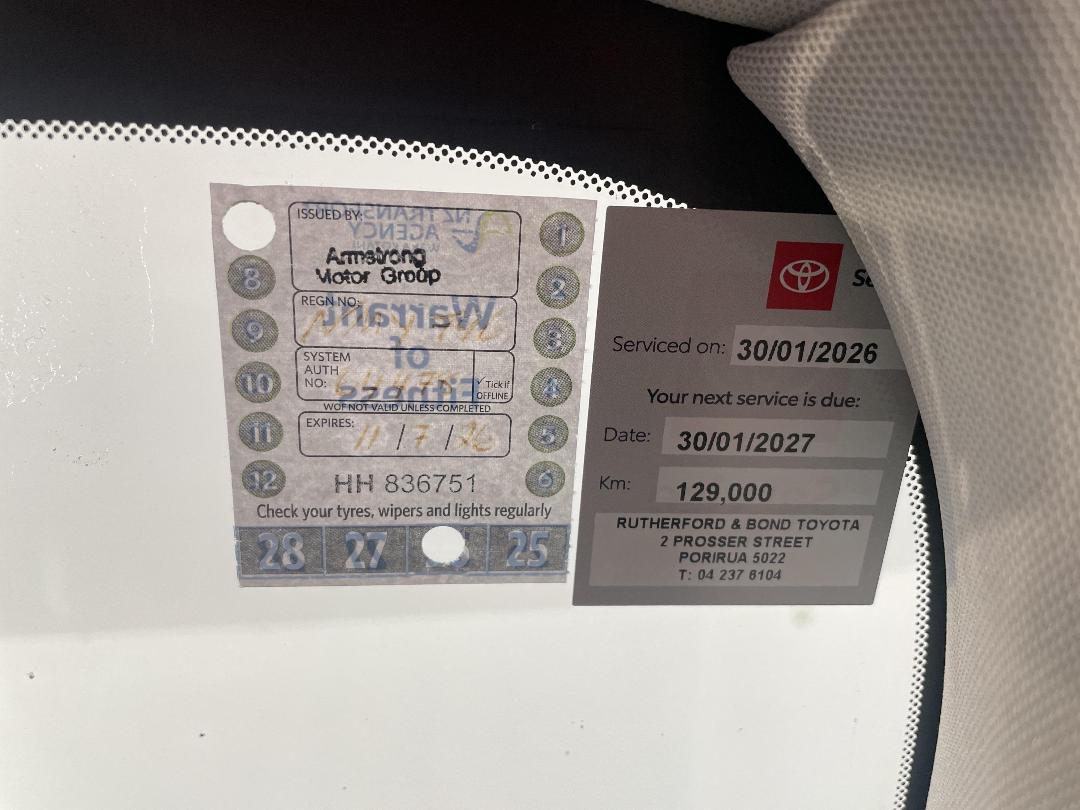 ISSUED BY:
NZ TRANSPORT
AGENCY
Armstrong
Motor Group
REGN NO:
Warrant
of
Fitness
SYSTEM
AUTH
NO:
Tick if
OFFLINE
WOF NOT VALID UNLESS COMPLETED
EXPIRES:
11 / 7 / 26
HH 836751
Check your tyres, wipers and lights regularly
8
9
10
11
12
1
2
3
4
5
6
28 27 25
Serviced on: 30/01/2026
Your next service is due:
Date: 30/01/2027
Km: 129,000
RUTHERFORD & BOND TOYOTA
2 PROSSER STREET
PORIRUA 5022
T: 04 237 6104